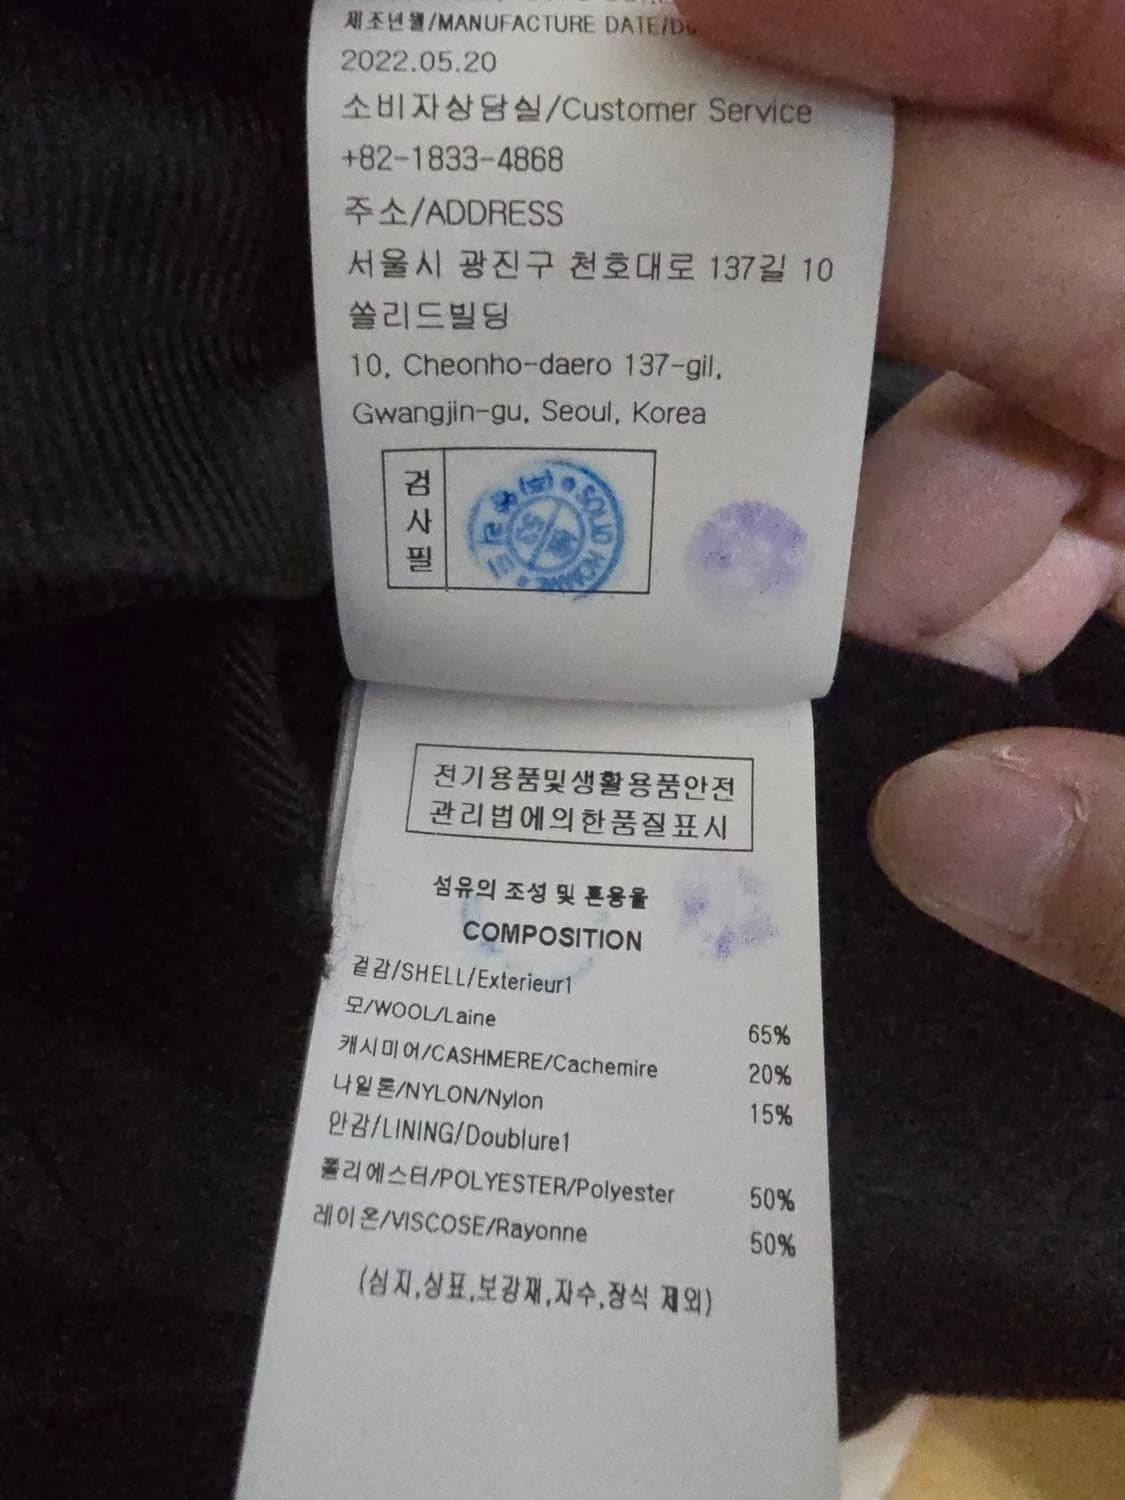 제조년월/MANUFACTURE DATE/
2022.05.20
소비자상담실/Customer Service
+82-1833-4868
주소/ADDRESS
서울시 광진구 천호대로 137길 10
쏠리드빌딩
10, Cheonho-daero 137-gil,
Gwangjin-gu, Seoul, Korea
검사필
SOLID HOMME
전기용품및생활용품안전
관리법에의한품질표시
섬유의 조성 및 혼용율
COMPOSITION
겉감/SHELL/Exterieur1
모/WOOL/Laine 65%
캐시미어/CASHMERE/Cachemire 20%
나일론/NYLON/Nylon 15%
안감/LINING/Doublure1
폴리에스터/POLYESTER/Polyester 50%
레이온/VISCOSE/Rayonne 50%
(심지,상표,보강재,자수,장식 제외)